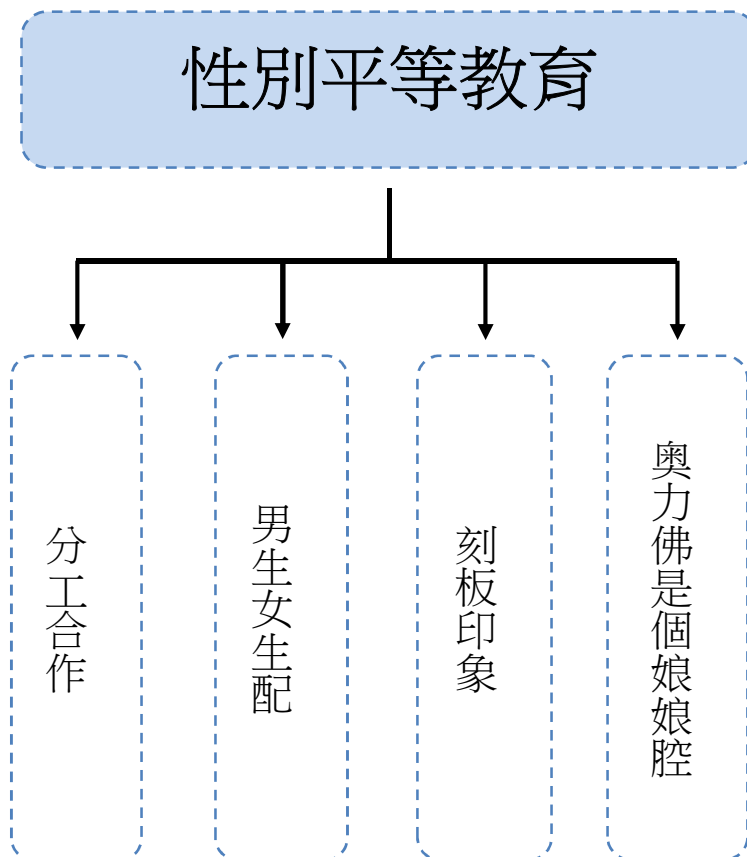 性別平等教育
分工合作
男生女生配
刻板印象
奧力佛是個娘娘腔